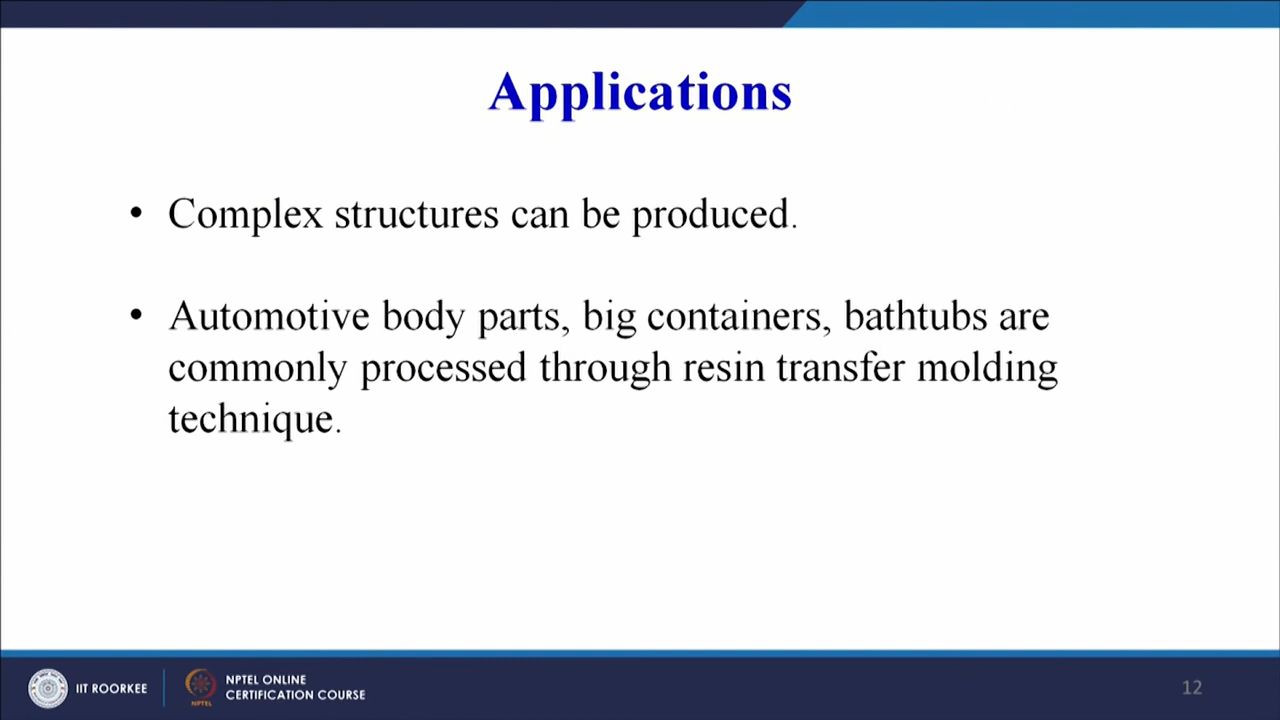 Applications
• Complex structures can be produced.
• Automotive body parts, big containers, bathtubs are
commonly processed through resin transfer molding
technique.
IIT ROORKEE
NPTEL
NPTEL ONLINE
CERTIFICATION COURSE
12